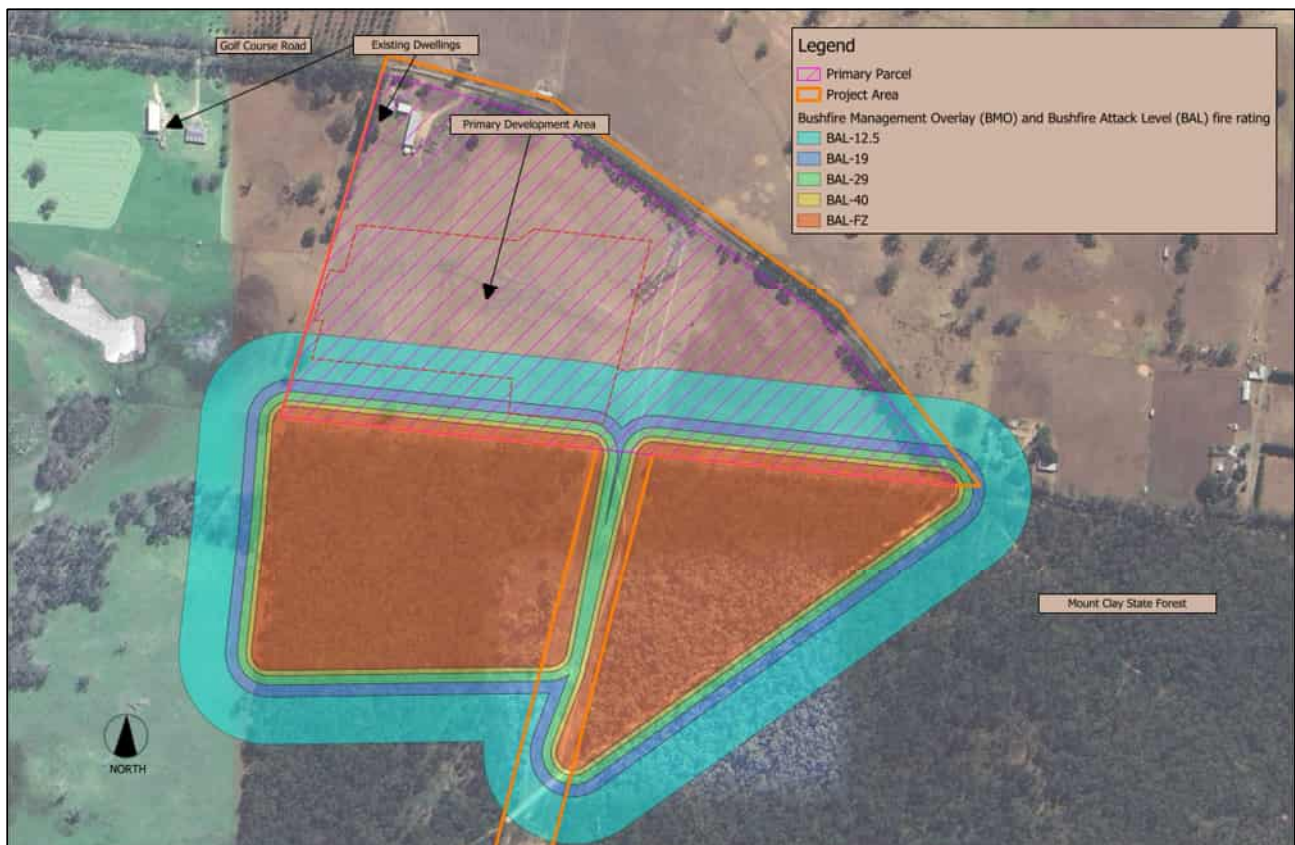 Golf Course Road
Existing Dwellings
Primary Development Area
Legend
Primary Parcel
Project Area
Bushfire Management Overlay (BMO) and Bushfire Attack Level (BAL) fire rating
BAL-12.5
BAL-19
BAL-29
BAL-40
BAL-FZ
Mount Clay State Forest
NORTH